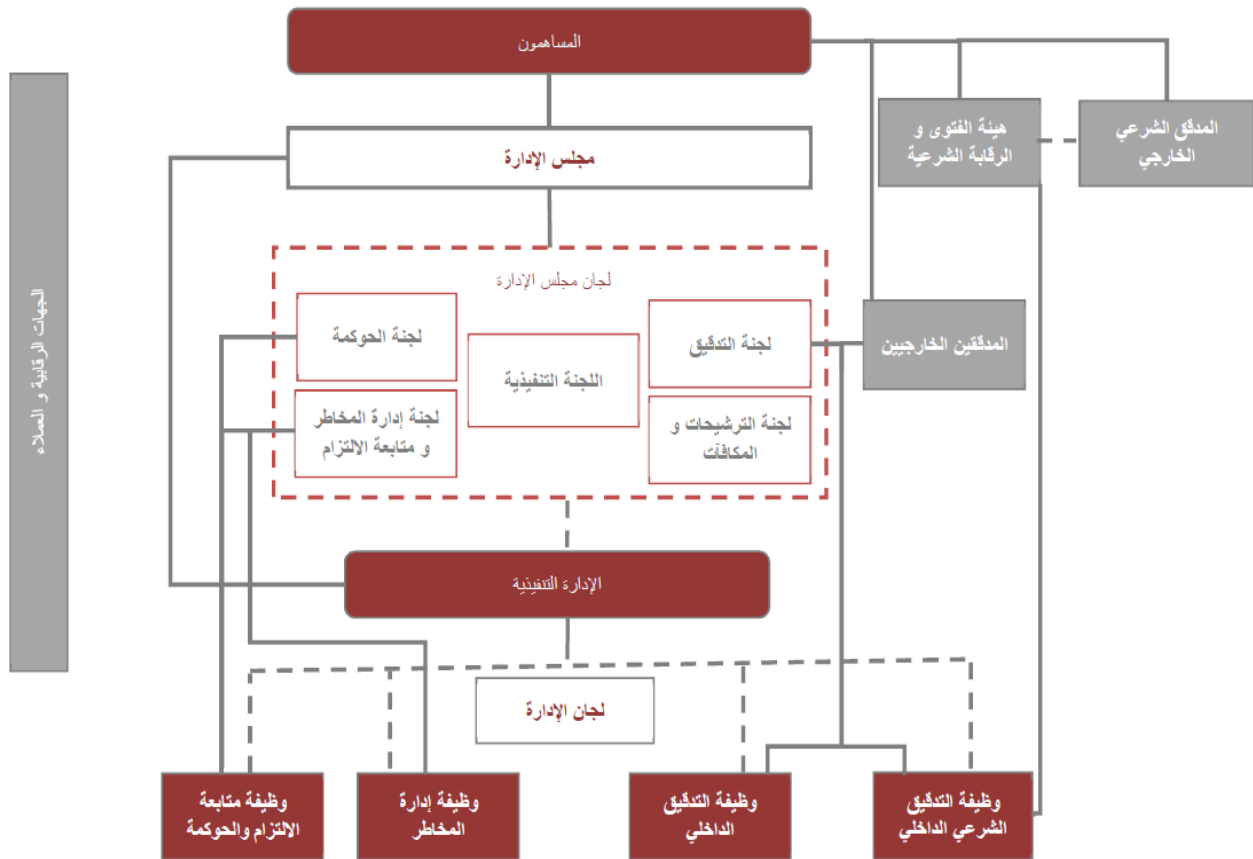 المساهمون
المدقق الشرعي
الخارجي
هيئة الفتوى و
الرقابة الشرعية
مجلس الإدارة
الجهات الرقابية و العملاء
لجان مجلس الإدارة
لجنة التدقيق
اللجنة التنفيذية
لجنة الحوكمة
المدققين الخارجيين
لجنة الترشيحات و
المكافآت
لجنة إدارة المخاطر
و متابعة الالتزام
الإدارة التنفيذية
لجان الإدارة
وظيفة التدقيق
الشرعي الداخلي
وظيفة التدقيق
الداخلي
وظيفة إدارة
المخاطر
وظيفة متابعة
الالتزام والحوكمة